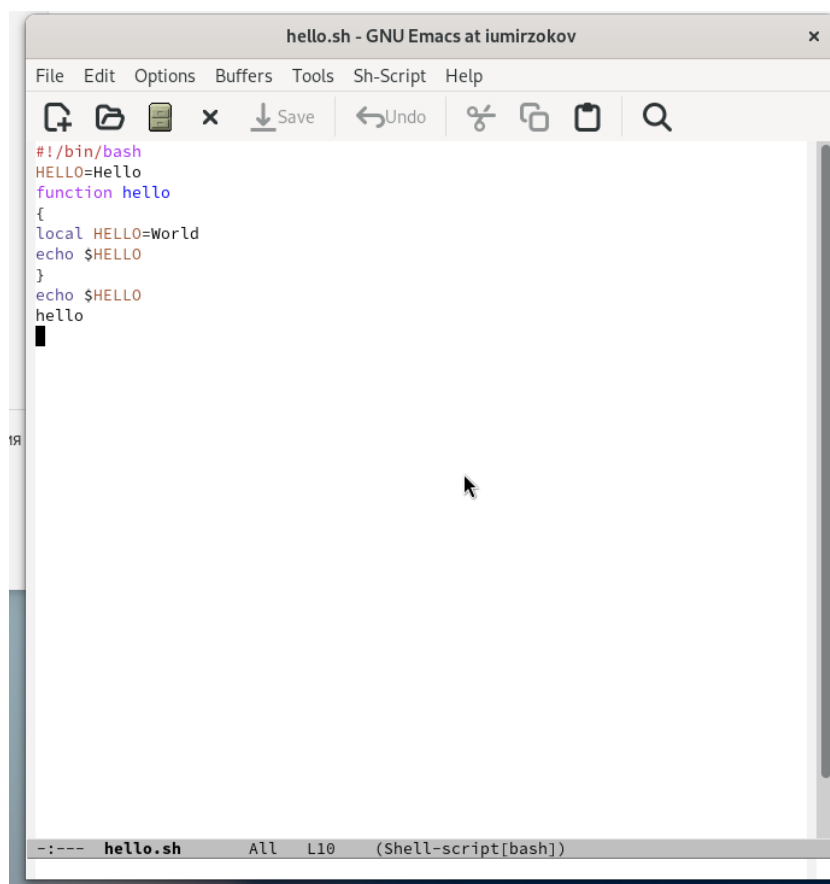 hello.sh - GNU Emacs at iumirzokov
File Edit Options Buffers Tools Sh-Script Help
Save Undo
#!/bin/bash
HELLO=Hello
function hello
{
local HELLO=World
echo $HELLO
}
echo $HELLO
hello
ия
-:--- hello.sh All L10 (Shell-script[bash])